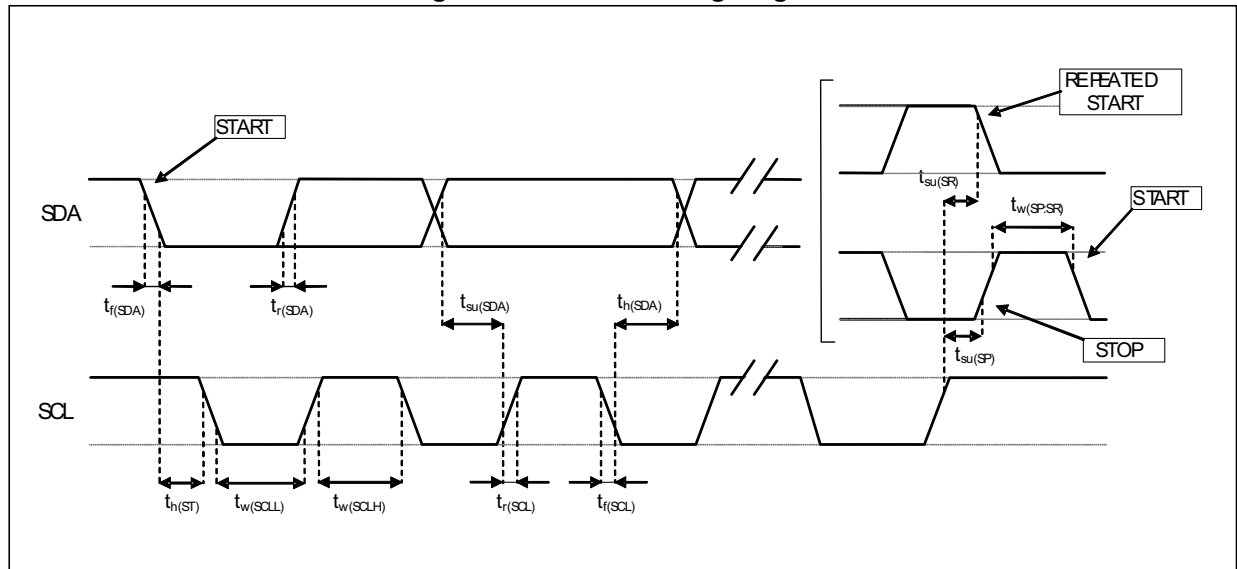 REPEATED
START
START
t_su(SR)
t_w(SP:SR)
START
SDA
t_f(SDA)
t_r(SDA)
t_su(SDA)
t_h(SDA)
t_su(SP)
STOP
SCL
t_h(ST)
t_w(SCLL)
t_w(SCLH)
t_r(SCL)
t_f(SCL)